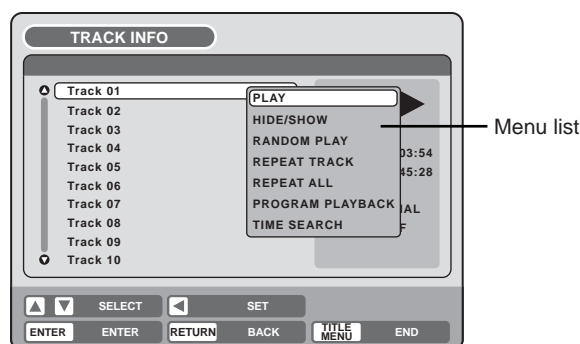 TRACK INFO
Track 01
Track 02
Track 03
Track 04
Track 05
Track 06
Track 07
Track 08
Track 09
Track 10
PLAY
HIDE/SHOW
RANDOM PLAY
REPEAT TRACK
REPEAT ALL
PROGRAM PLAYBACK
TIME SEARCH
03:54
45:28
Menu list
SELECT SET
ENTER ENTER RETURN BACK TITLE MENU END